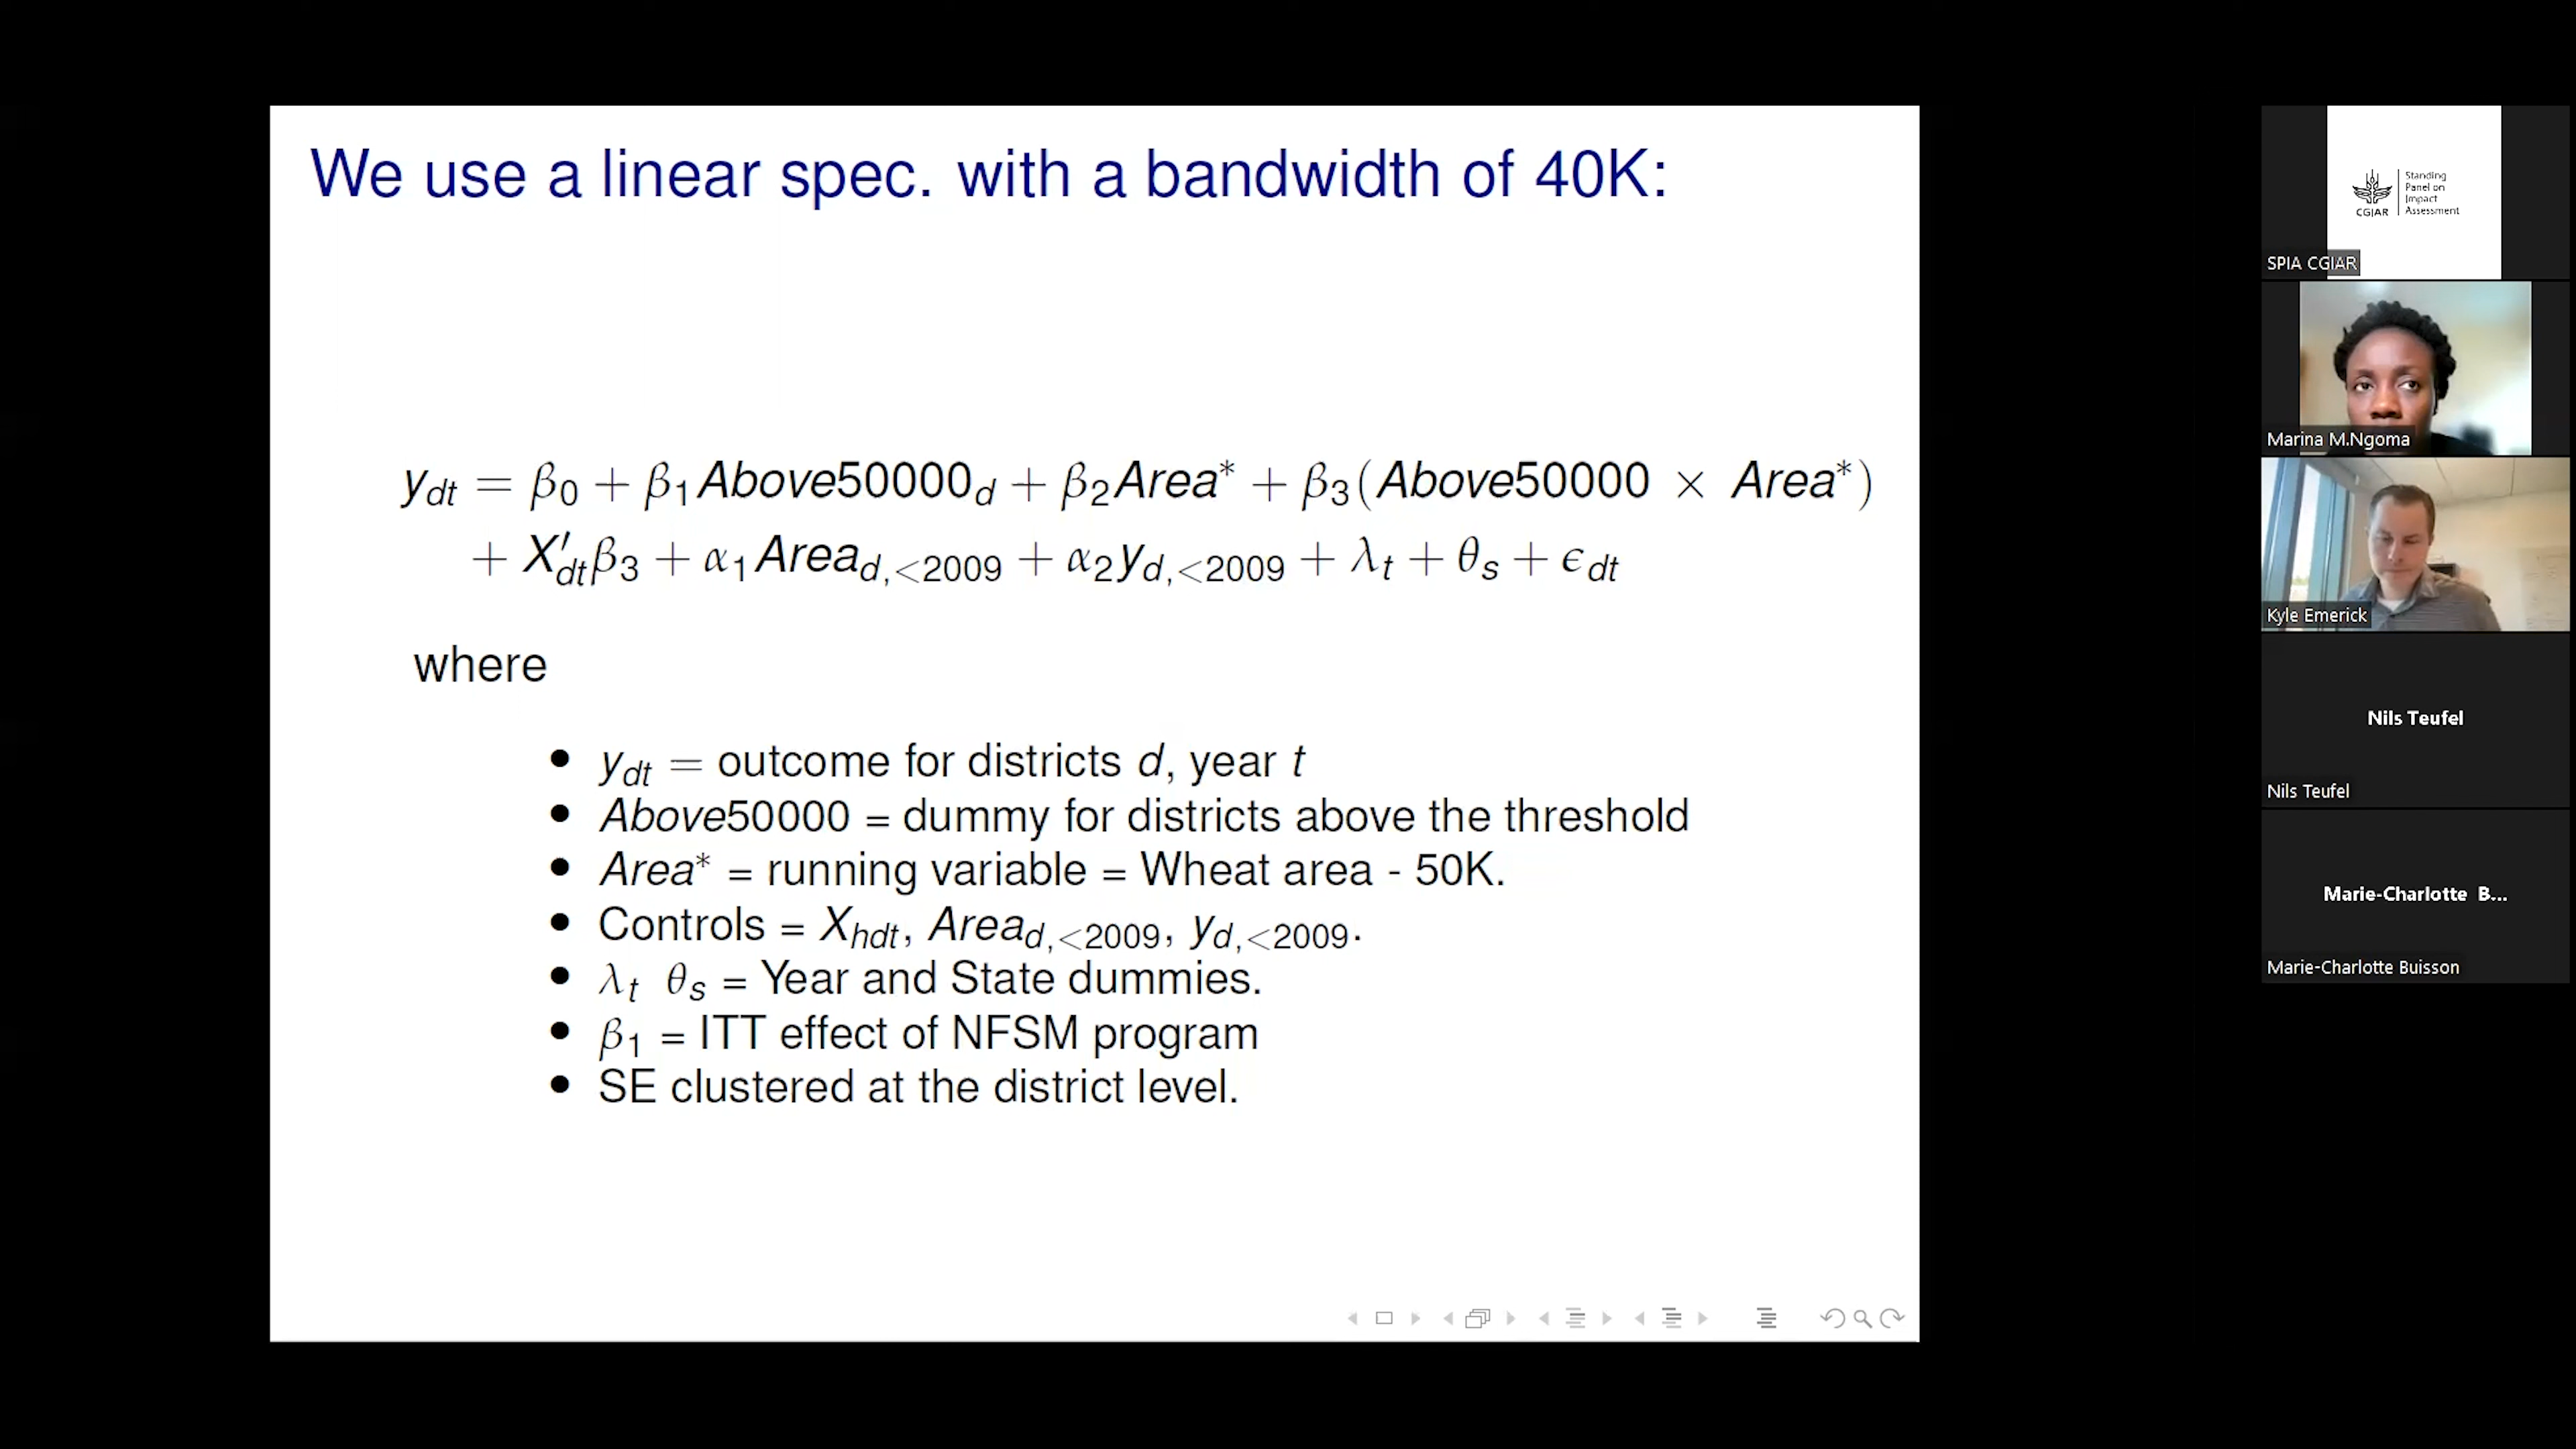 We use a linear spec. with a bandwidth of 40K:
y_dt = β_0 + β_1 Above50000_d + β_2 Area* + β_3(Above50000 × Area*)
+ X′_dt β_3 + α_1 Area_d,<2009 + α_2 y_d,<2009 + λ_t + θ_s + ϵ_dt
where
• y_dt = outcome for districts d, year t
• Above50000 = dummy for districts above the threshold
• Area* = running variable = Wheat area - 50K.
• Controls = X_hdt, Area_d,<2009, y_d,<2009.
• λ_t θ_s = Year and State dummies.
• β_1 = ITT effect of NFSM program
• SE clustered at the district level.
CGIAR
Standing
Panel on
Impact
Assessment
SPIA CGIAR
Marina M.Ngoma
Kyle Emerick
Nils Teufel
Nils Teufel
Marie-Charlotte B...
Marie-Charlotte Buisson